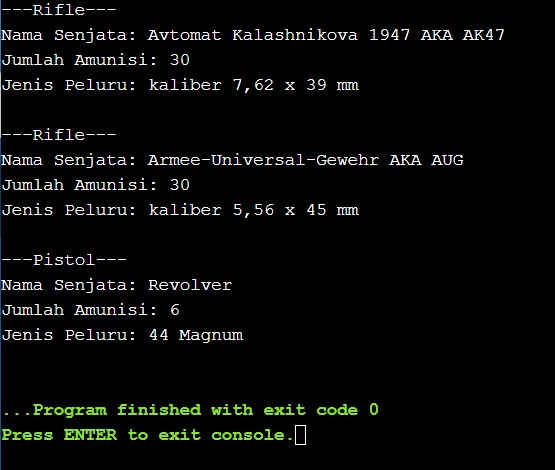 ---Rifle---
Nama Senjata: Avtomat Kalashnikova 1947 AKA AK47
Jumlah Amunisi: 30
Jenis Peluru: kaliber 7,62 x 39 mm
---Rifle---
Nama Senjata: Armee-Universal-Gewehr AKA AUG
Jumlah Amunisi: 30
Jenis Peluru: kaliber 5,56 x 45 mm
---Pistol---
Nama Senjata: Revolver
Jumlah Amunisi: 6
Jenis Peluru: 44 Magnum
...Program finished with exit code 0
Press ENTER to exit console.